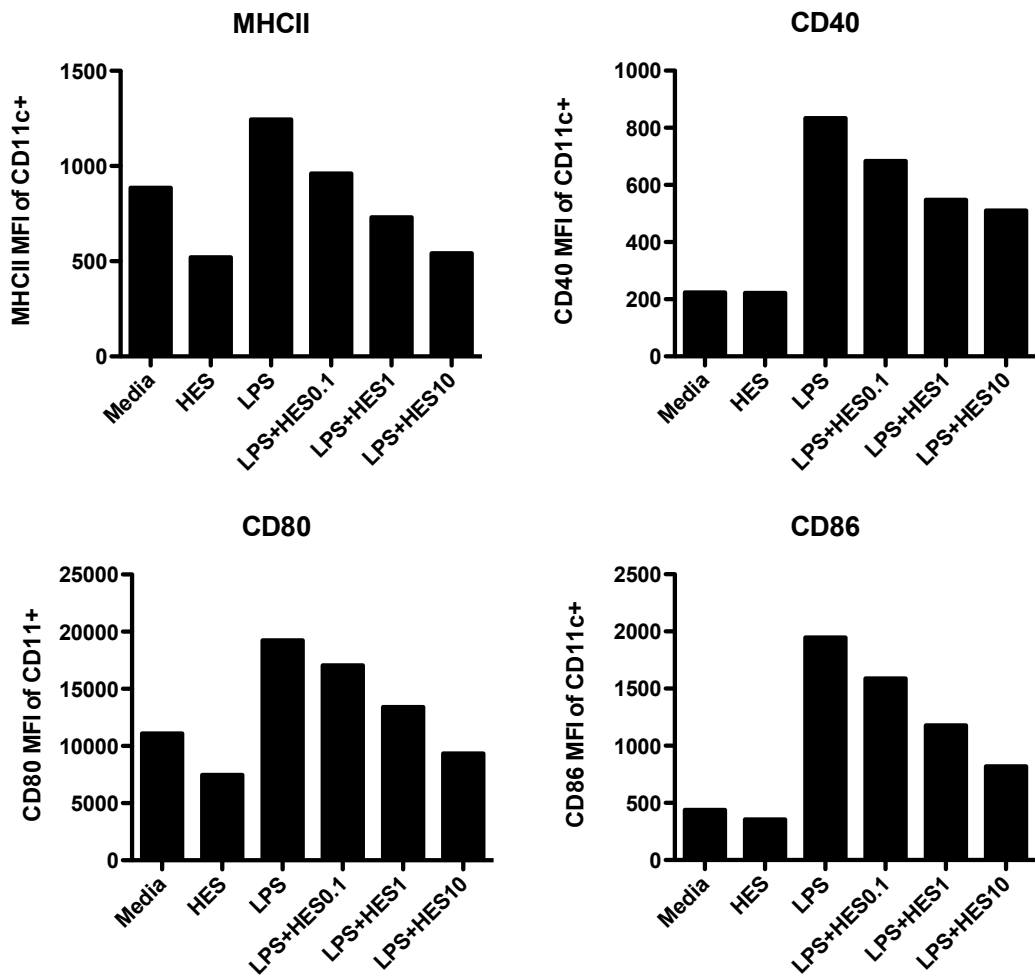 MHCII
MHCII MFI of CD11c+
1500
1000
500
0
Media
HES
LPS
LPS+HES0.1
LPS+HES1
LPS+HES10
CD40
CD40 MFI of CD11c+
1000
800
600
400
200
0
Media
HES
LPS
LPS+HES0.1
LPS+HES1
LPS+HES10
CD80
CD80 MFI of CD11+
25000
20000
15000
10000
5000
0
Media
HES
LPS
LPS+HES0.1
LPS+HES1
LPS+HES10
CD86
CD86 MFI of CD11c+
2500
2000
1500
1000
500
0
Media
HES
LPS
LPS+HES0.1
LPS+HES1
LPS+HES10